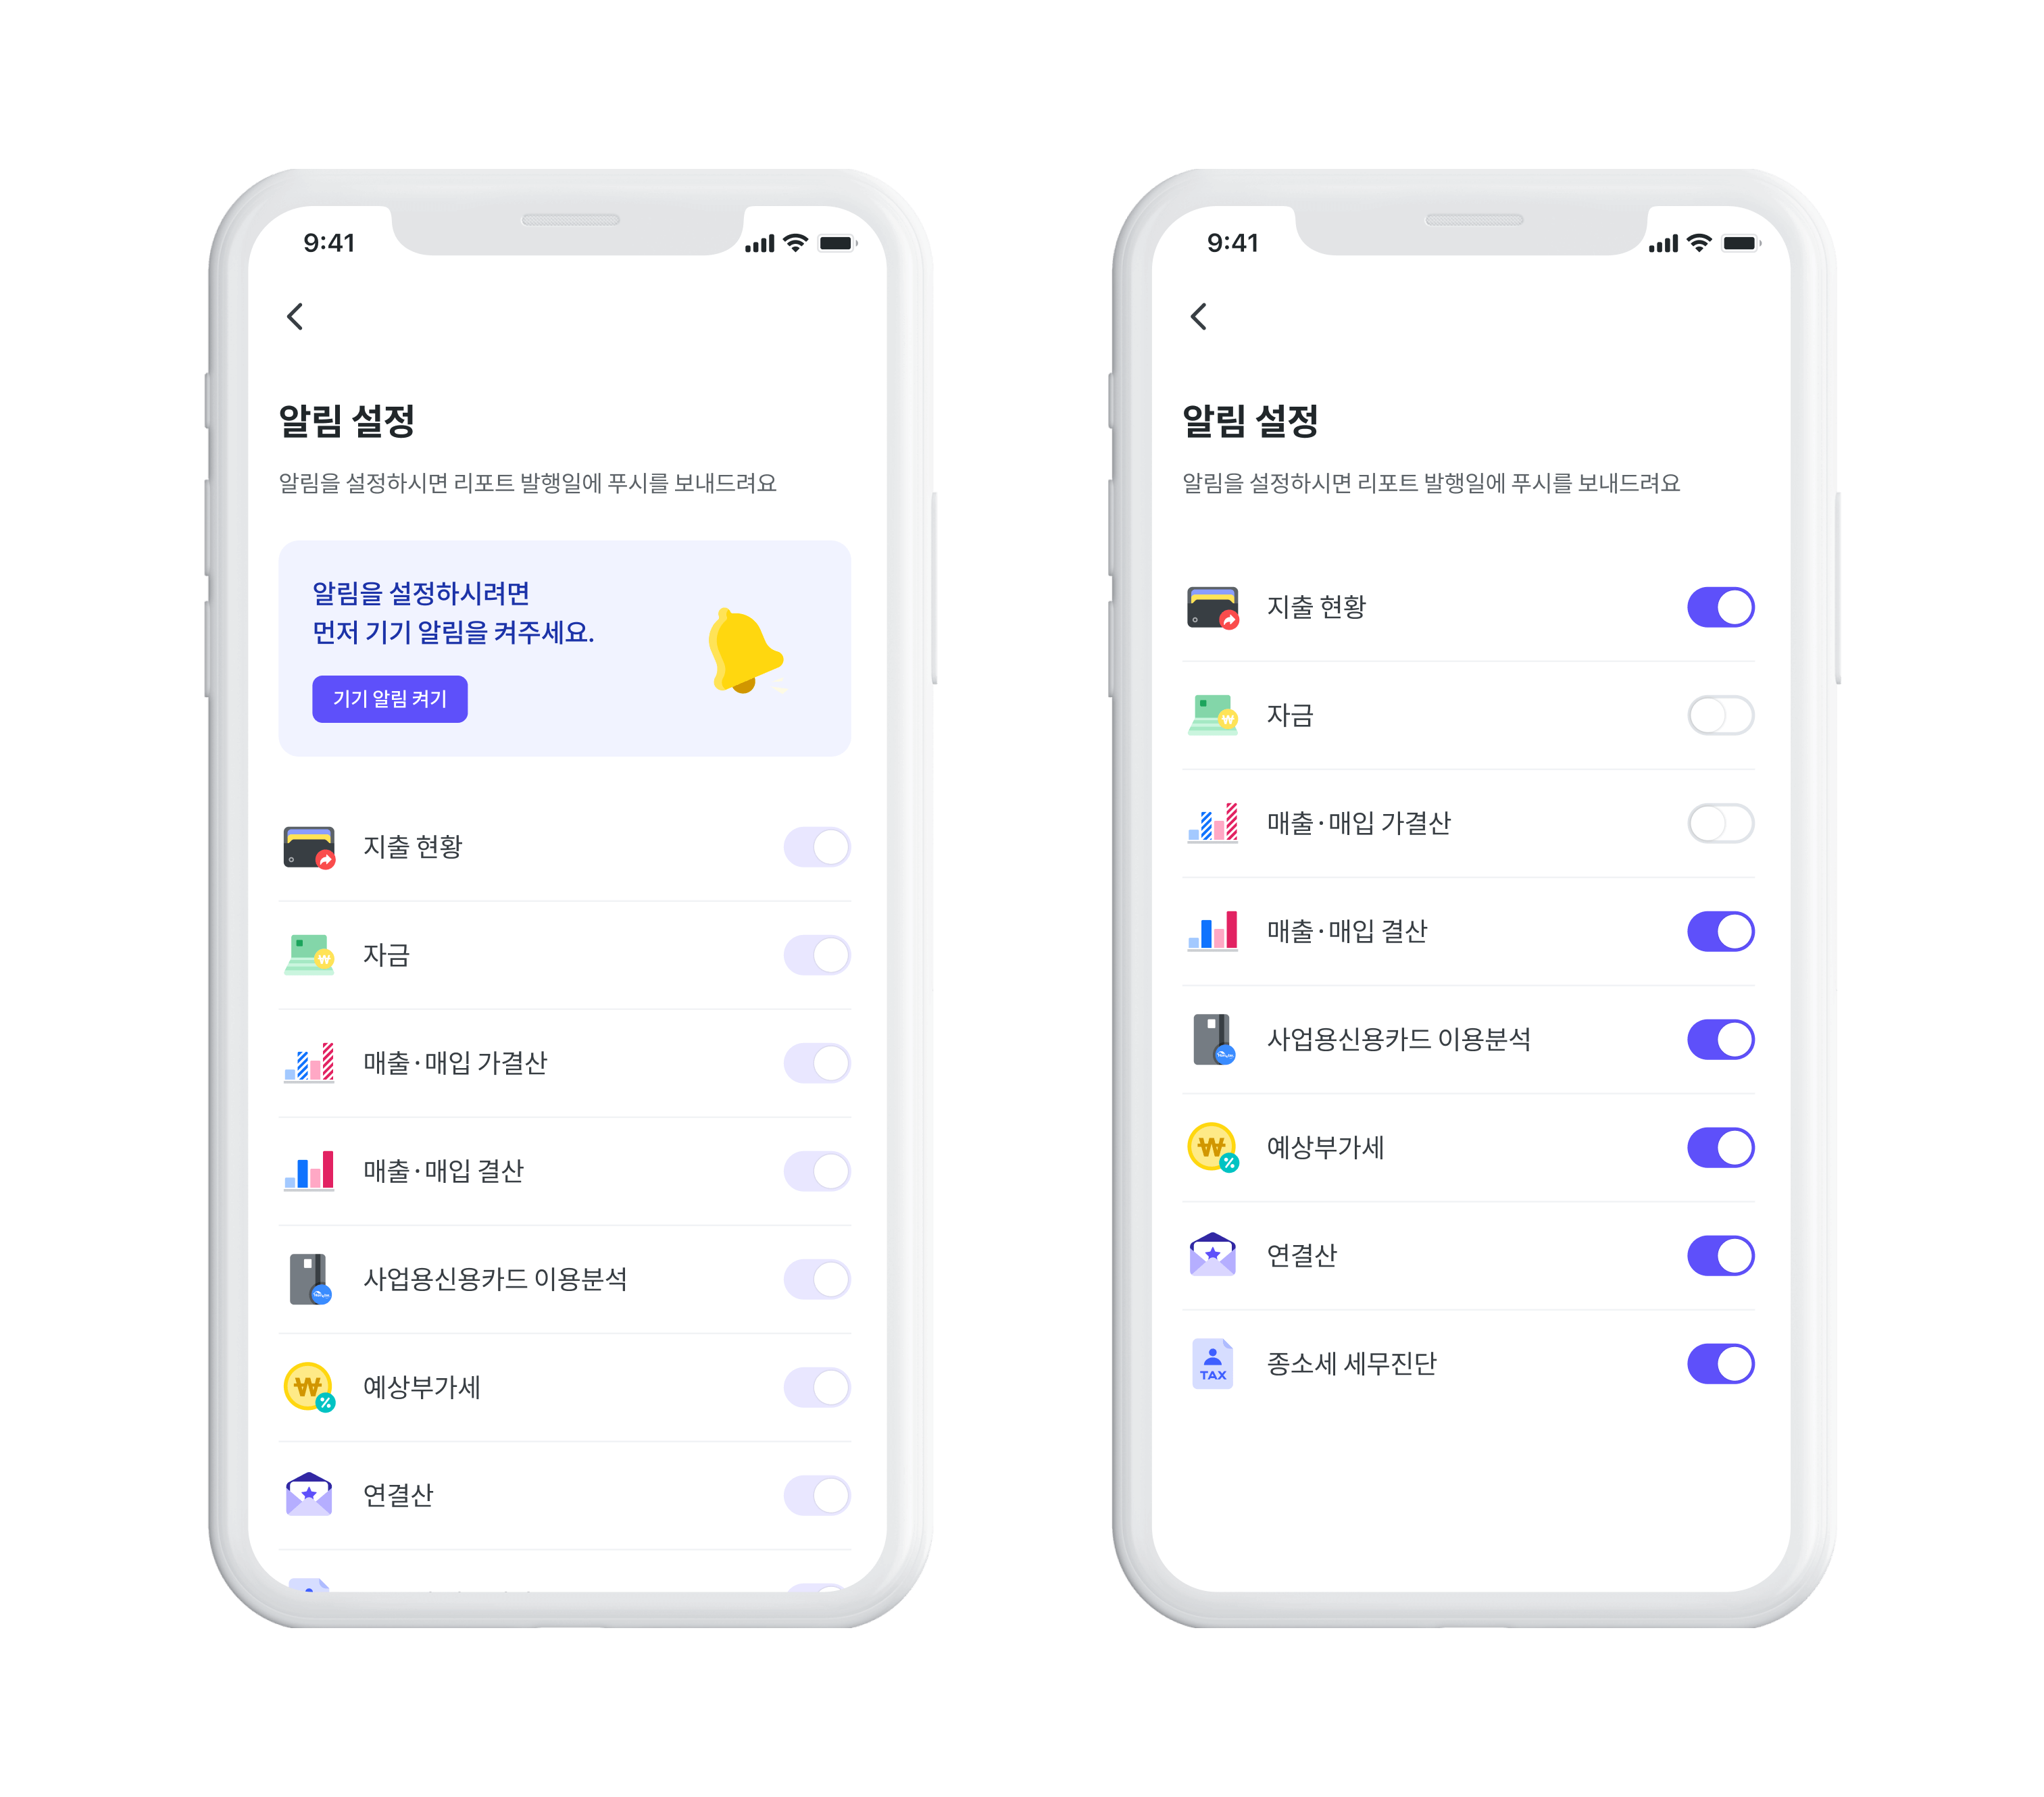 9:41
알림 설정
알림을 설정하시면 리포트 발행일에 푸시를 보내드려요
알림을 설정하시려면
먼저 기기 알림을 켜주세요.
기기 알림 켜기
지출 현황
자금
매출·매입 가결산
매출·매입 결산
사업용신용카드 이용분석
예상부가세
연결산
9:41
알림 설정
알림을 설정하시면 리포트 발행일에 푸시를 보내드려요
지출 현황
자금
매출·매입 가결산
매출·매입 결산
사업용신용카드 이용분석
예상부가세
연결산
TAX
종소세 세무진단